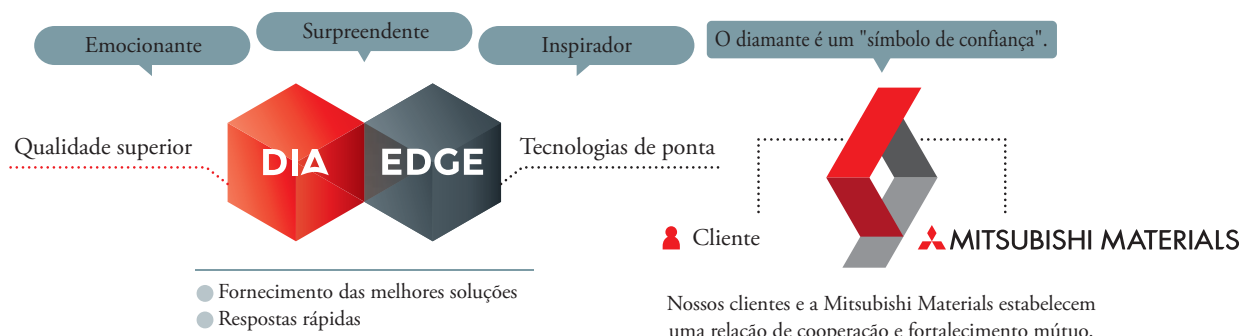 Emocionante
Surpreendente
Inspirador
O diamante é um "símbolo de confiança".
Qualidade superior
DIA EDGE
Tecnologias de ponta
Cliente
MITSUBISHI MATERIALS
Fornecimento das melhores soluções
Respostas rápidas
Nossos clientes e a Mitsubishi Materials estabelecem
uma relação de cooperação e fortalecimento mútuo.